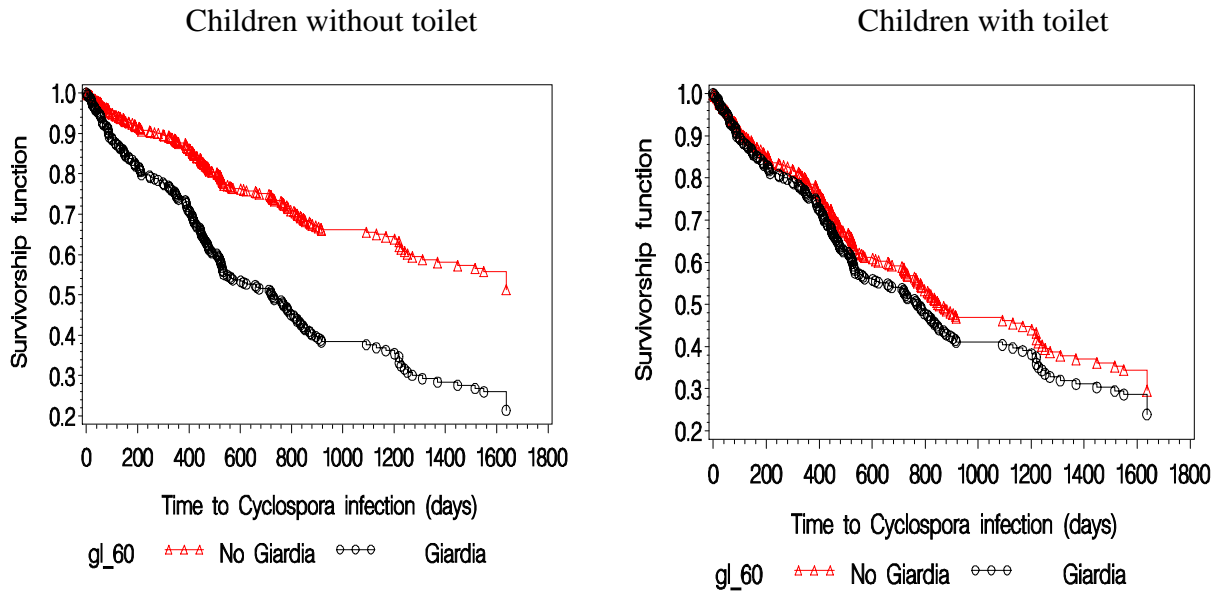 Children without toilet
Survivorship function
1.0
0.9
0.8
0.7
0.6
0.5
0.4
0.3
0.2
0 200 400 600 800 1000 1200 1400 1600 1800
Time to Cyclospora infection (days)
gl_60 No Giardia Giardia
Children with toilet
Survivorship function
1.0
0.9
0.8
0.7
0.6
0.5
0.4
0.3
0.2
0 200 400 600 800 1000 1200 1400 1600 1800
Time to Cyclospora infection (days)
gl_60 No Giardia Giardia